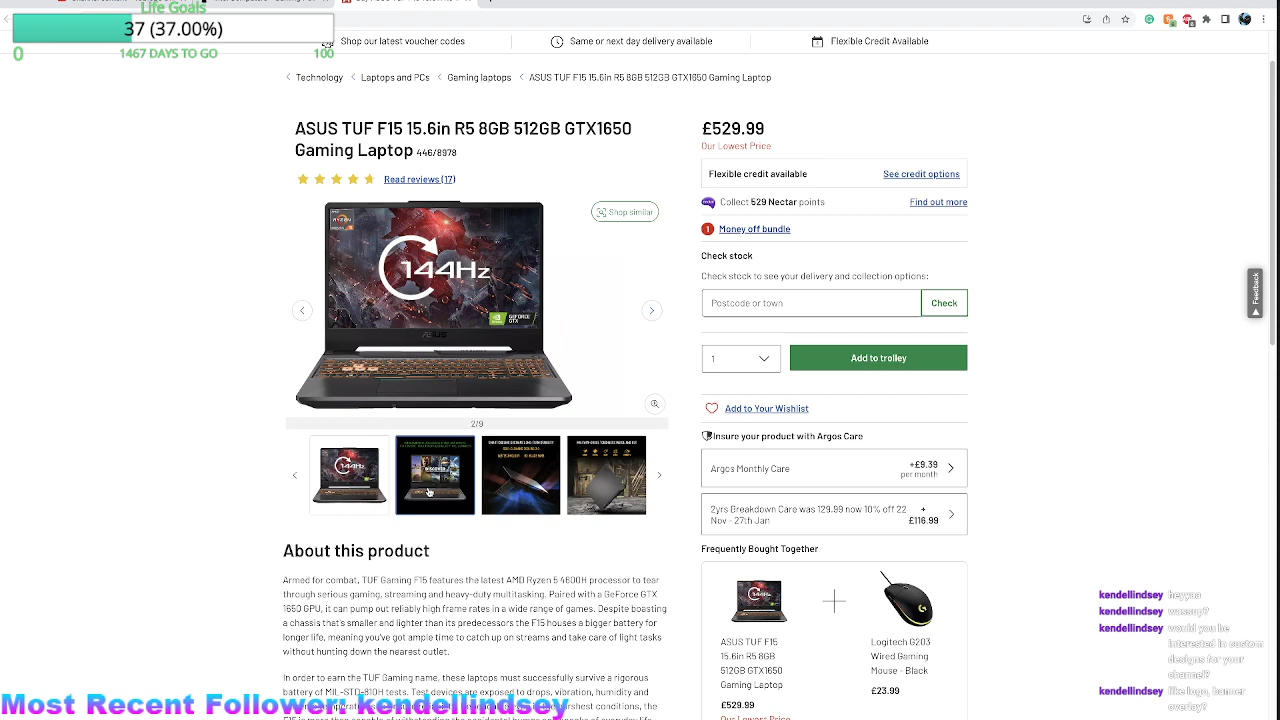 Life Goals
37 (37.00%)
0 1467 DAYS TO GO 100
Shop our latest voucher codes
Same or next day delivery available
Flexible Credit Available
Technology
Laptops and PCs
Gaming laptops
ASUS TUF F15 15.6in R5 8GB 512GB GTX1650 Gaming Laptop
ASUS TUF F15 15.6in R5 8GB 512GB GTX1650
Gaming Laptop 446/8978
Read reviews (17)
Shop similar
RYZEN
144Hz
GEFORCE
GTX
ASUS
2/9
144Hz
DISCOVER
About this product
Armed for combat, TUF Gaming F15 features the latest AMD Ryzen 5 4600H processor to tear
through serious gaming, streaming and heavy-duty multitasking. Paired with a GeForce GTX
1650 GPU, it can pump out reliably high frame rates in a wide range of games. Despite boasting
a chassis that's smaller and lighter than its predecessors the F15 houses a bigger battery for
longer life, meaning you've got ample time to watch streams and take care of light tasks
without hunting down the nearest outlet.
In order to earn the TUF Gaming name, these laptops must successfully survive a rigorous
battery of MIL-STD-810H tests. Test devices are exposed to drops, vibration, humidity and
£529.99
Our Lowest Price
Flexible credit available
See credit options
Collect 529 Nectar points
Find out more
1 Money off bundle
Check stock
Check stock to see your delivery and collection options:
Postcode or town
Check
1
Add to trolley
Add to Your Wishlist
Insure your product with Argos Care
Argos Monthly Care
+£9.39
per month
2yrs Breakdown Care was 129.99 now 10% off 22
Nov - 27th Jan
+
£116.99
Frequently Bought Together
ASUS TUF F15
15.6in R5 8GB
512GB GTX1650
Gaming Laptop
£529.99
Our Lowest Price
Logitech G203
Wired Gaming
Mouse - Black
£23.99
Feedback
kendellindsey heyyoo
kendellindsey wassup?
kendellindsey would you be
interested in custom
designs for your
channel?
kendellindsey like logo, banner
overlay?
Most Recent Follower: kendellindsey